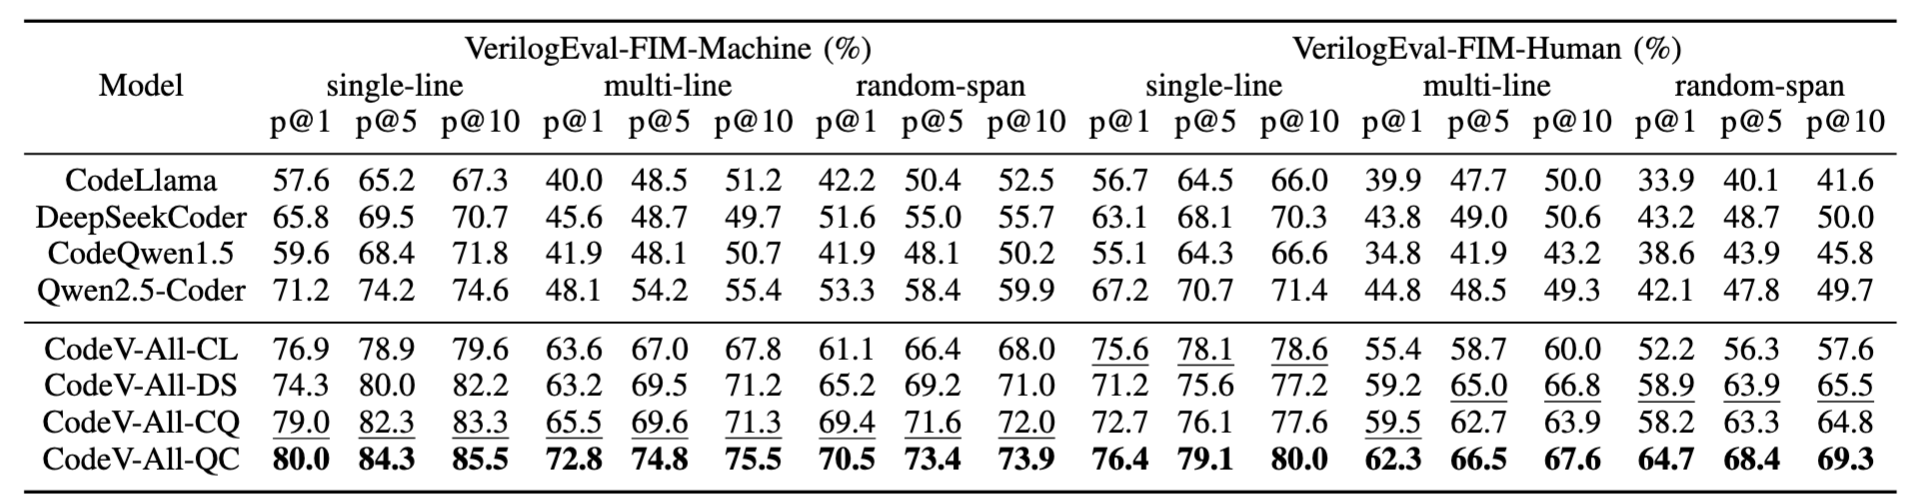 VerilogEval-FIM-Machine (%) VerilogEval-FIM-Human (%)
Model single-line multi-line random-span single-line multi-line random-span
p@1 p@5 p@10 p@1 p@5 p@10 p@1 p@5 p@10 p@1 p@5 p@10 p@1 p@5 p@10 p@1 p@5 p@10
CodeLlama 57.6 65.2 67.3 40.0 48.5 51.2 42.2 50.4 52.5 56.7 64.5 66.0 39.9 47.7 50.0 33.9 40.1 41.6
DeepSeekCoder 65.8 69.5 70.7 45.6 48.7 49.7 51.6 55.0 55.7 63.1 68.1 70.3 43.8 49.0 50.6 43.2 48.7 50.0
CodeQwen1.5 59.6 68.4 71.8 41.9 48.1 50.7 41.9 48.1 50.2 55.1 64.3 66.6 34.8 41.9 43.2 38.6 43.9 45.8
Qwen2.5-Coder 71.2 74.2 74.6 48.1 54.2 55.4 53.3 58.4 59.9 67.2 70.7 71.4 44.8 48.5 49.3 42.1 47.8 49.7
CodeV-All-CL 76.9 78.9 79.6 63.6 67.0 67.8 61.1 66.4 68.0 75.6 78.1 78.6 55.4 58.7 60.0 52.2 56.3 57.6
CodeV-All-DS 74.3 80.0 82.2 63.2 69.5 71.2 65.2 69.2 71.0 71.2 75.6 77.2 59.2 65.0 66.8 58.9 63.9 65.5
CodeV-All-CQ 79.0 82.3 83.3 65.5 69.6 71.3 69.4 71.6 72.0 72.7 76.1 77.6 59.5 62.7 63.9 58.2 63.3 64.8
CodeV-All-QC 80.0 84.3 85.5 72.8 74.8 75.5 70.5 73.4 73.9 76.4 79.1 80.0 62.3 66.5 67.6 64.7 68.4 69.3